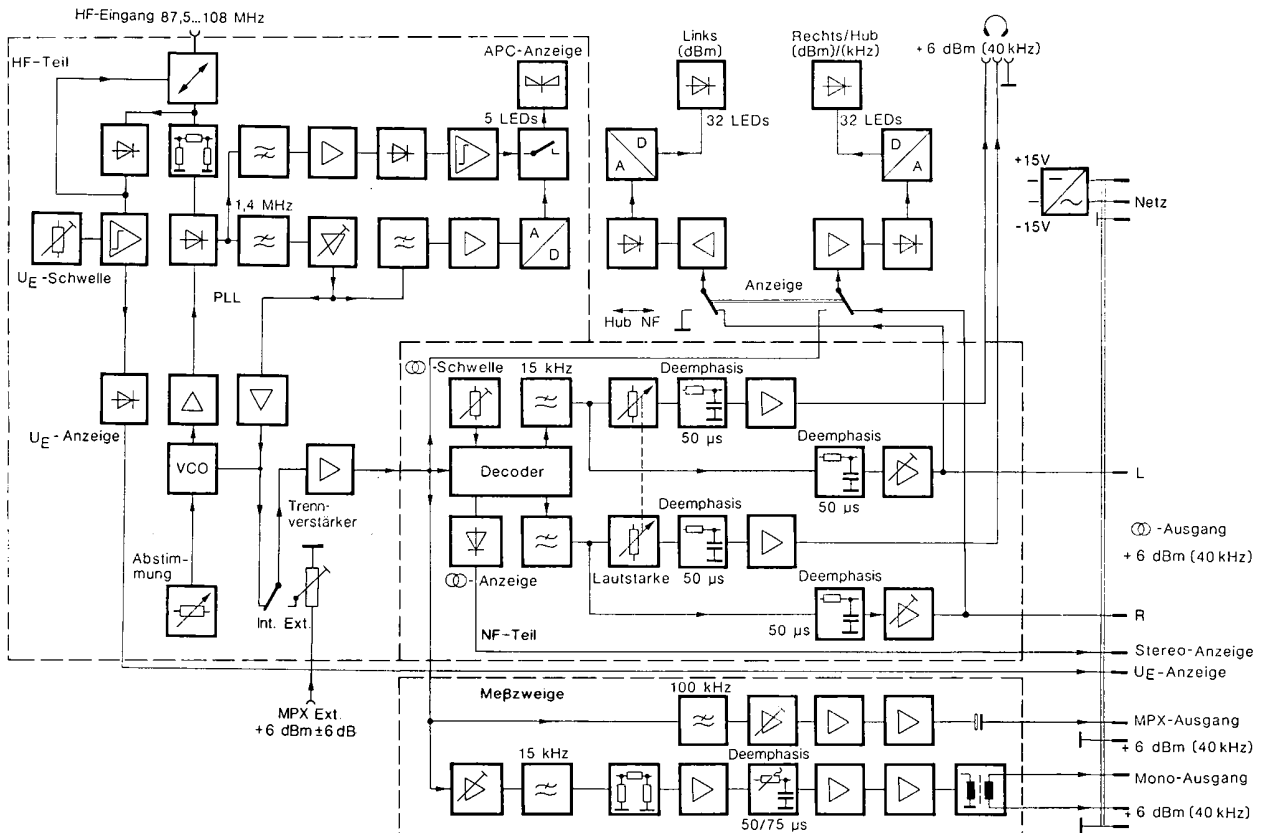 HF-Eingang 87,5...108 MHz
HF-Teil
APC-Anzeige
5 LEDs
Links
(dBm)
32 LEDs
Rechts/Hub
(dBm)/(kHz)
32 LEDs
+6 dBm (40 kHz)
D
A
D
A
+15V
-15V
Netz
1,4 MHz
A
D
UE-Schwelle
PLL
Anzeige
Hub NF
-Schwelle
15 kHz
Deemphasis
50 µs
Deemphasis
50 µs
UE-Anzeige
VCO
Decoder
L
Trenn-
verstärker
Deemphasis
50 µs
-Ausgang
+6 dBm (40 kHz)
Abstim-
mung
-Anzeige
Lautstarke
Deemphasis
50 µs
R
Int. Ext.
NF-Teil
Stereo-Anzeige
UE-Anzeige
Meβzweige
100 kHz
MPX Ext.
+6 dBm ±6 dB
MPX-Ausgang
+6 dBm (40 kHz)
15 kHz
Deemphasis
50/75 µs
Mono-Ausgang
+6 dBm (40 kHz)